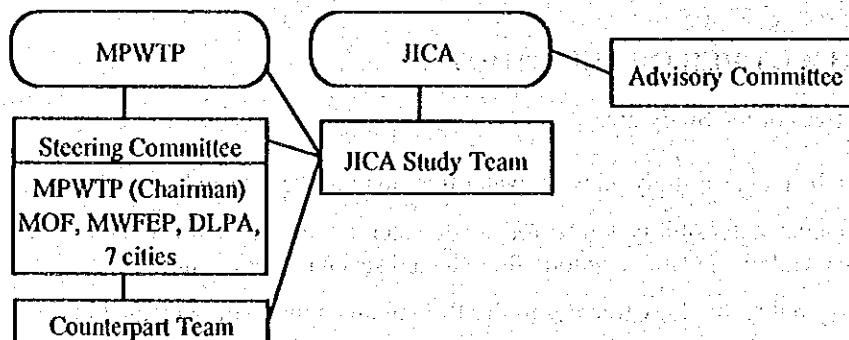 MPWTP
JICA
Advisory Committee
Steering Committee
MPWTP (Chairman)
MOF, MWFEP, DLPA,
7 cities
JICA Study Team
Counterpart Team